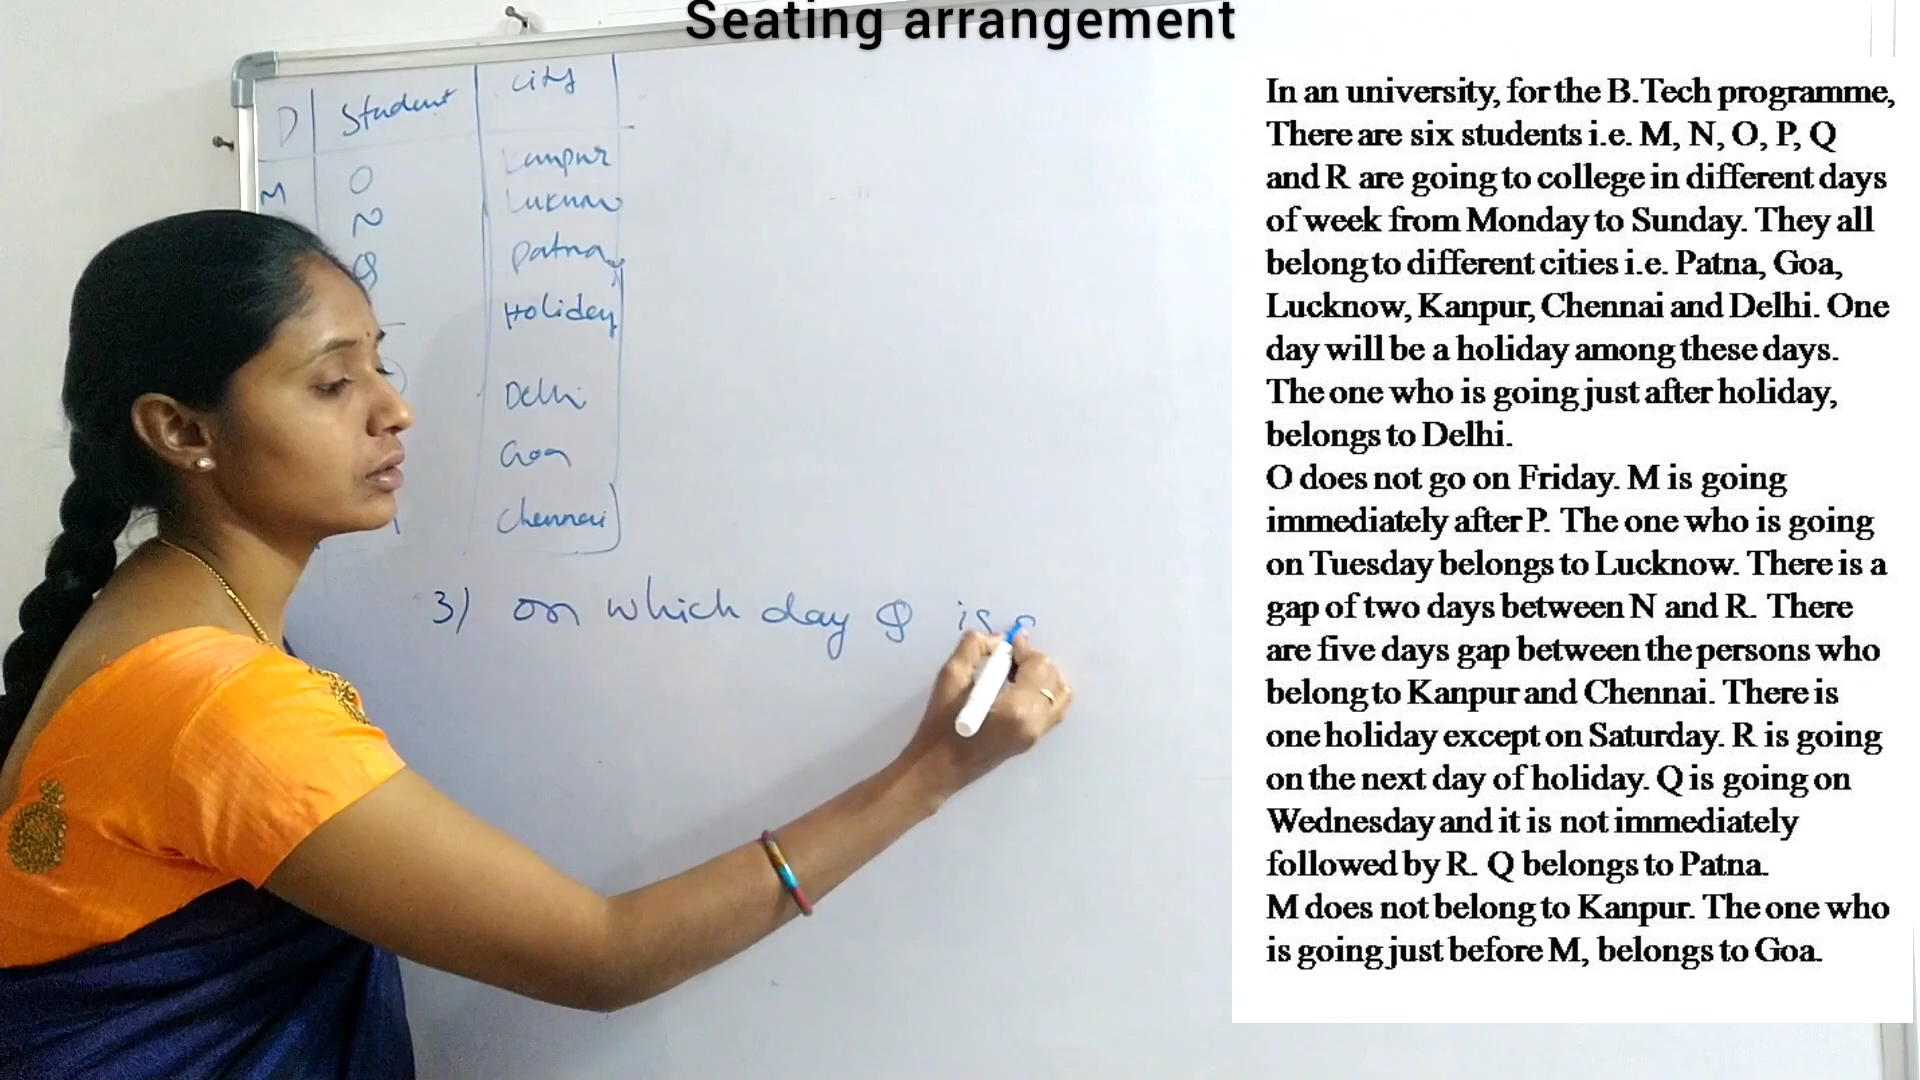 Seating arrangement
D Student City
M O Kanpur
N Lukunw
Q Patna
Holiday
Delhi
Goa
Chennai
3) on which day Q is
In an university, for the B.Tech programme,
There are six students i.e. M, N, O, P, Q
and R are going to college in different days
of week from Monday to Sunday. They all
belong to different cities i.e. Patna, Goa,
Lucknow, Kanpur, Chennai and Delhi. One
day will be a holiday among these days.
The one who is going just after holiday,
belongs to Delhi.
O does not go on Friday. M is going
immediately after P. The one who is going
on Tuesday belongs to Lucknow. There is a
gap of two days between N and R. There
are five days gap between the persons who
belong to Kanpur and Chennai. There is
one holiday except on Saturday. R is going
on the next day of holiday. Q is going on
Wednesday and it is not immediately
followed by R. Q belongs to Patna.
M does not belong to Kanpur. The one who
is going just before M, belongs to Goa.